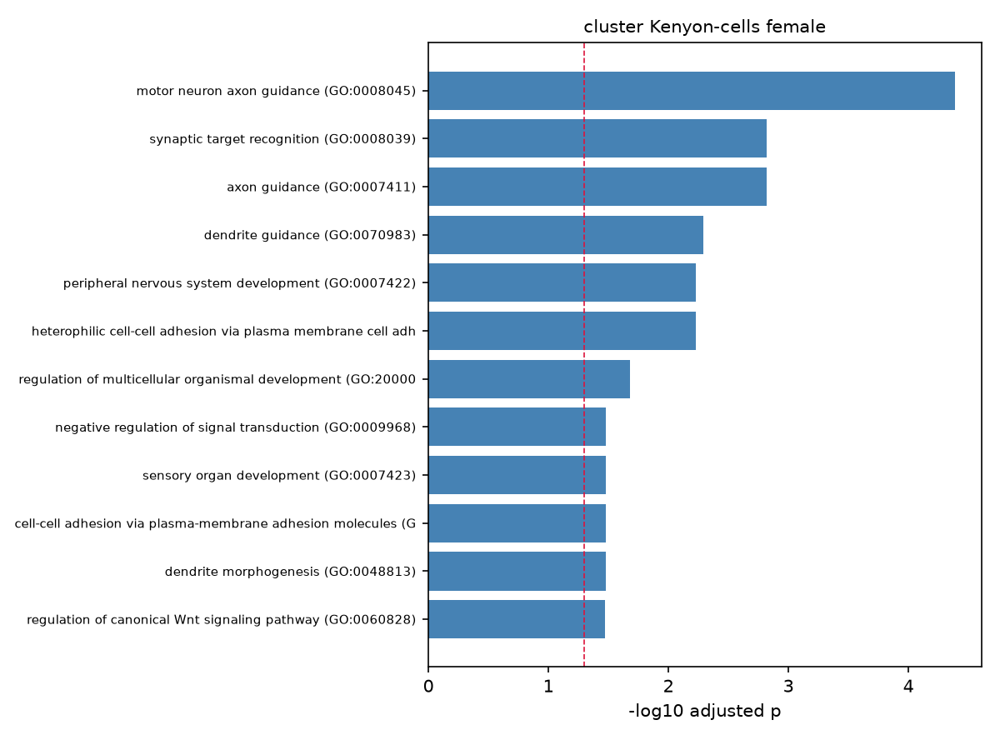 cluster Kenyon-cells female
motor neuron axon guidance (GO:0008045)
synaptic target recognition (GO:0008039)
axon guidance (GO:0007411)
dendrite guidance (GO:0070983)
peripheral nervous system development (GO:0007422)
heterophilic cell-cell adhesion via plasma membrane cell adh
regulation of multicellular organismal development (GO:20000
negative regulation of signal transduction (GO:0009968)
sensory organ development (GO:0007423)
cell-cell adhesion via plasma-membrane adhesion molecules (G
dendrite morphogenesis (GO:0048813)
regulation of canonical Wnt signaling pathway (GO:0060828)
0 1 2 3 4
-log10 adjusted p